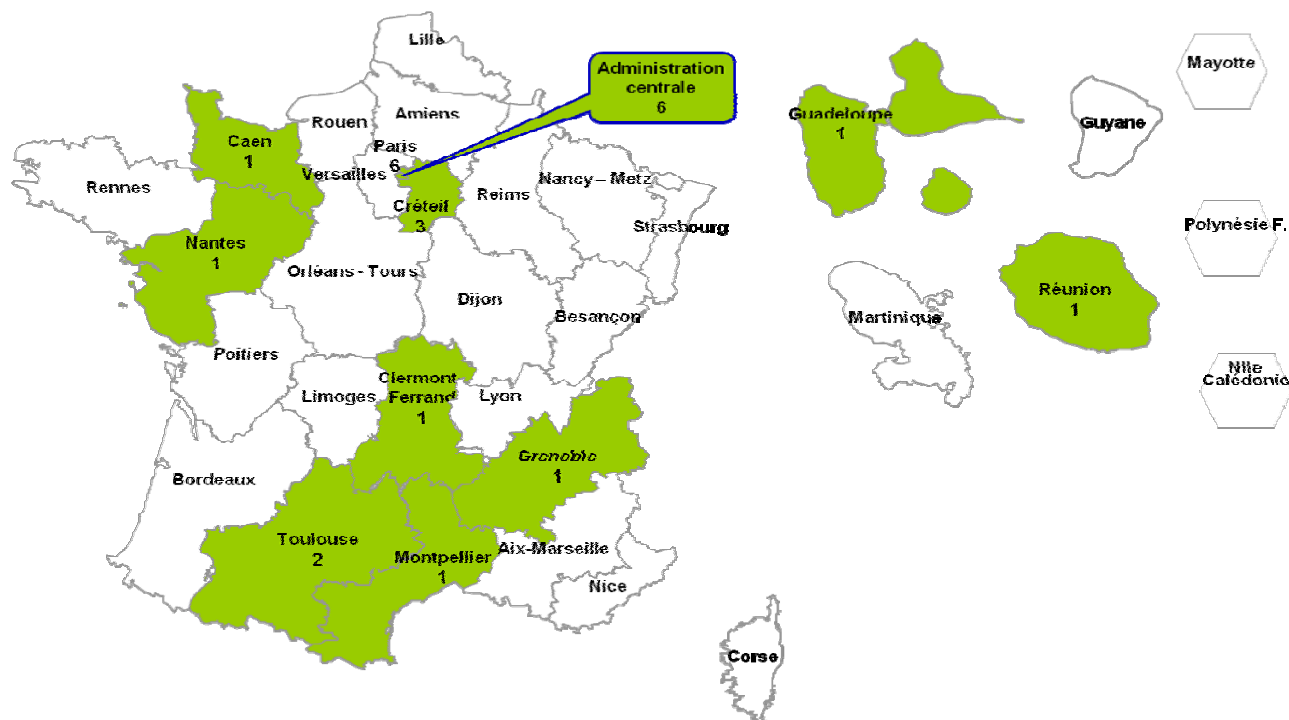 Lille
Administration
centrale
6
Mayotte
Rouen
Amiens
Guadeloupe
1
Guyane
Caen
1
Paris
6
Versailles
Rennes
Créteil
3
Reims
Nancy – Metz
Strasbourg
Nantes
1
Polynésie F.
Orléans - Tours
Dijon
Besançon
Martinique
Réunion
1
Poitiers
Limoges
Clermont
Ferrand
1
Lyon
Nlle
Calédonie
Grenoble
1
Bordeaux
Toulouse
2
Montpellier
1
Aix-Marseille
Nice
Corse